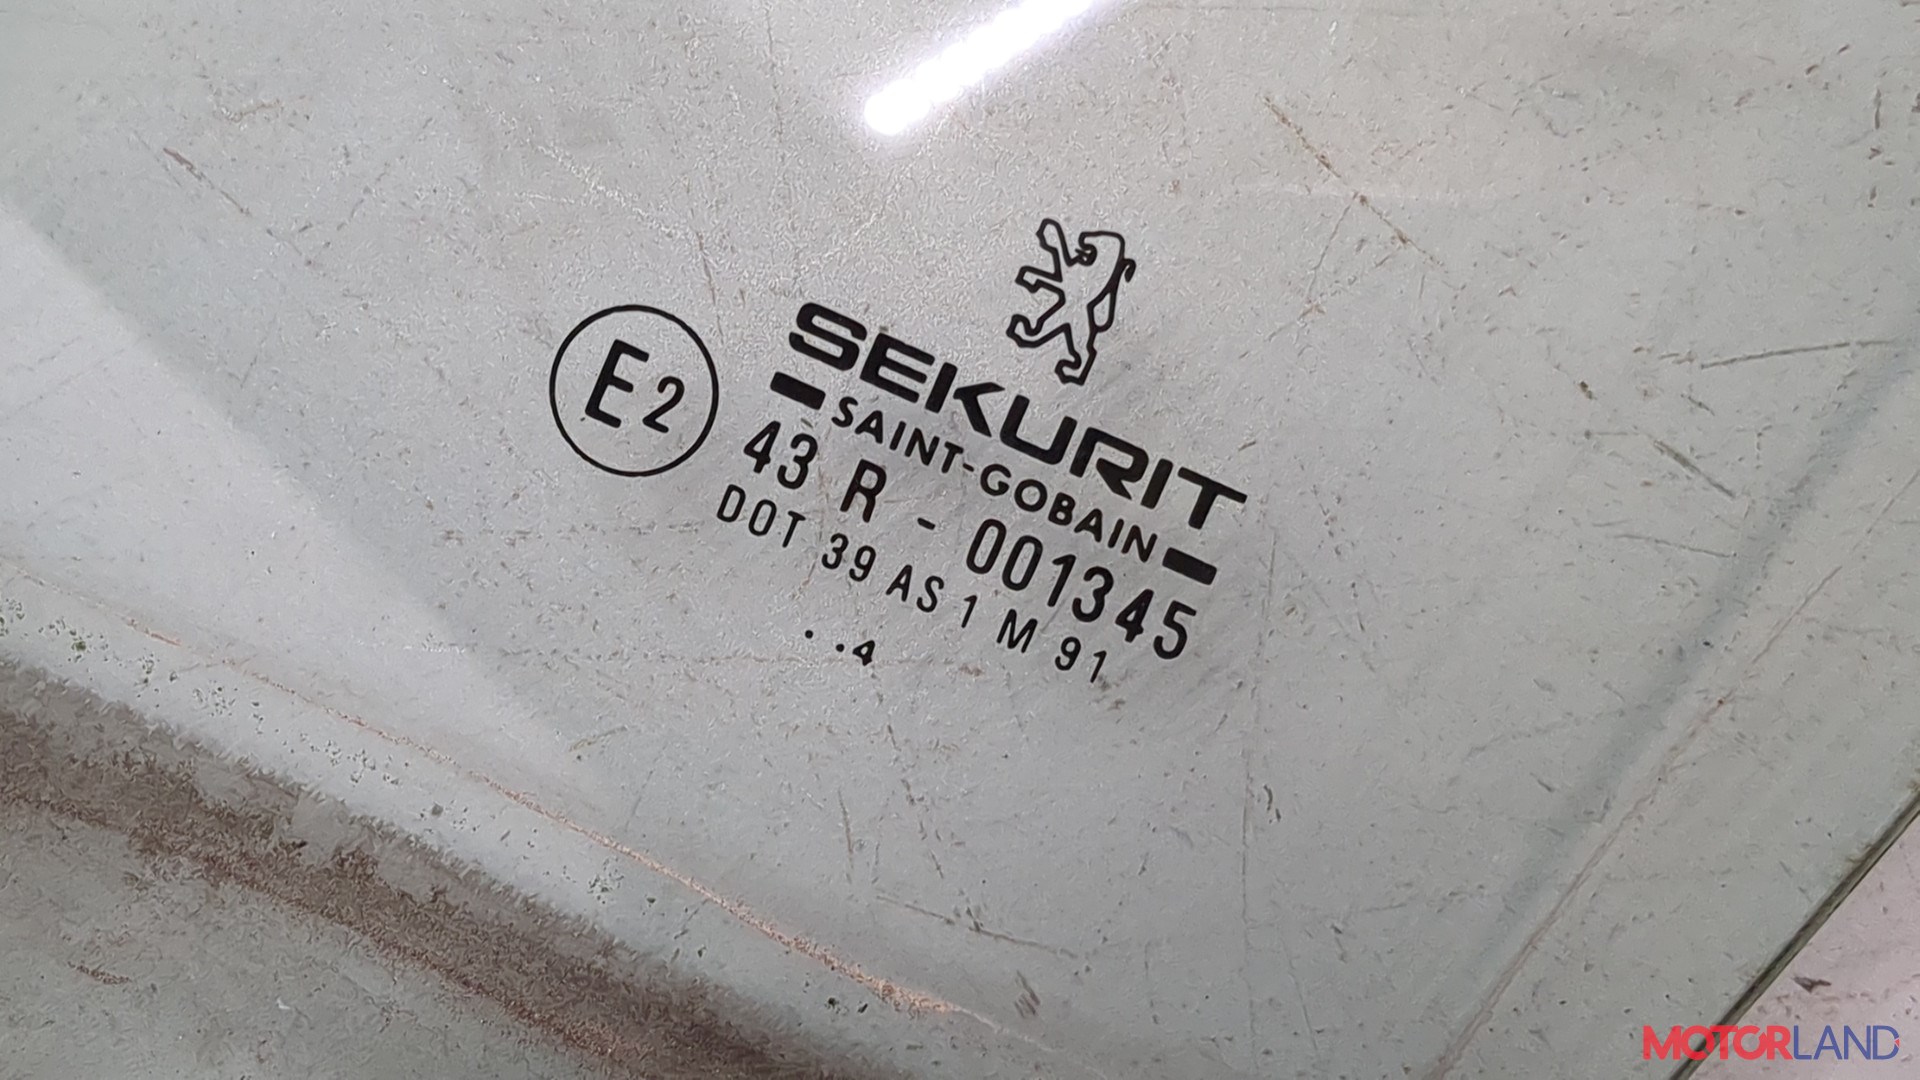 E2
SEKURIT
SAINT-GOBAIN
43 R - 001345
DOT 39 AS 1 M 91
. .4
MOTORLAND